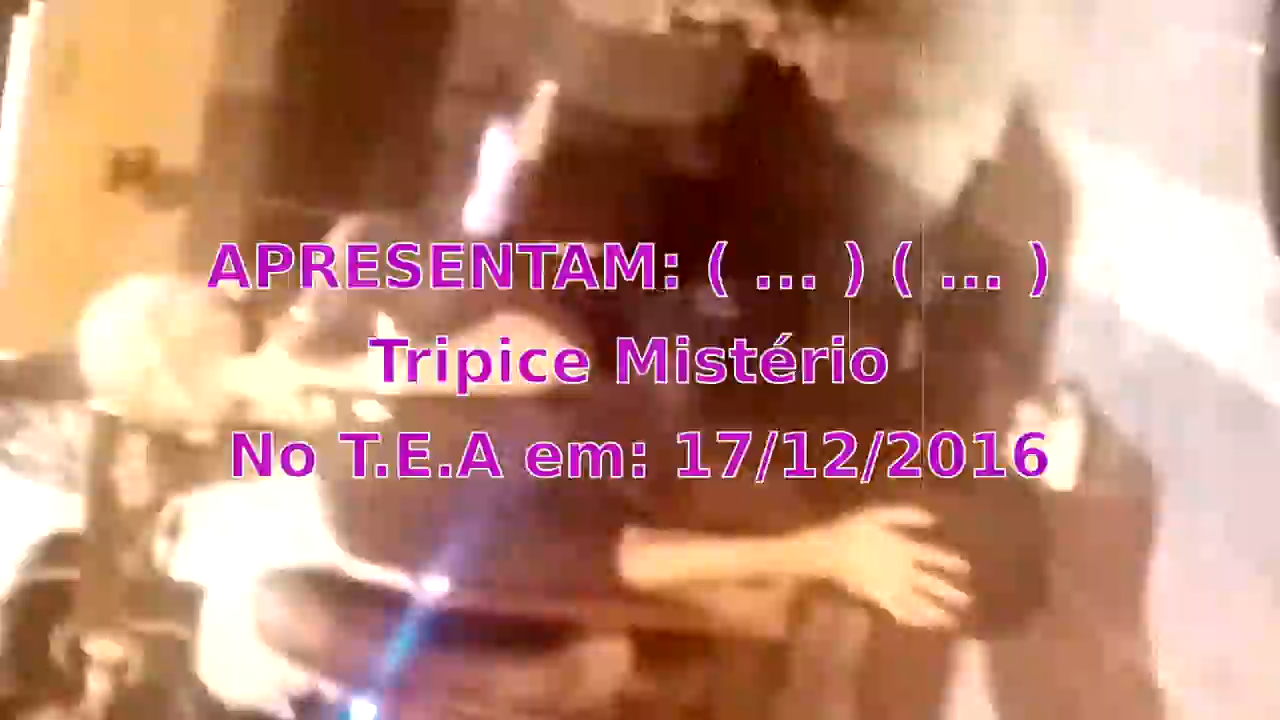 APRESENTAM: ( ... ) ( ... )
Tripice Mistério
No T.E.A em: 17/12/2016